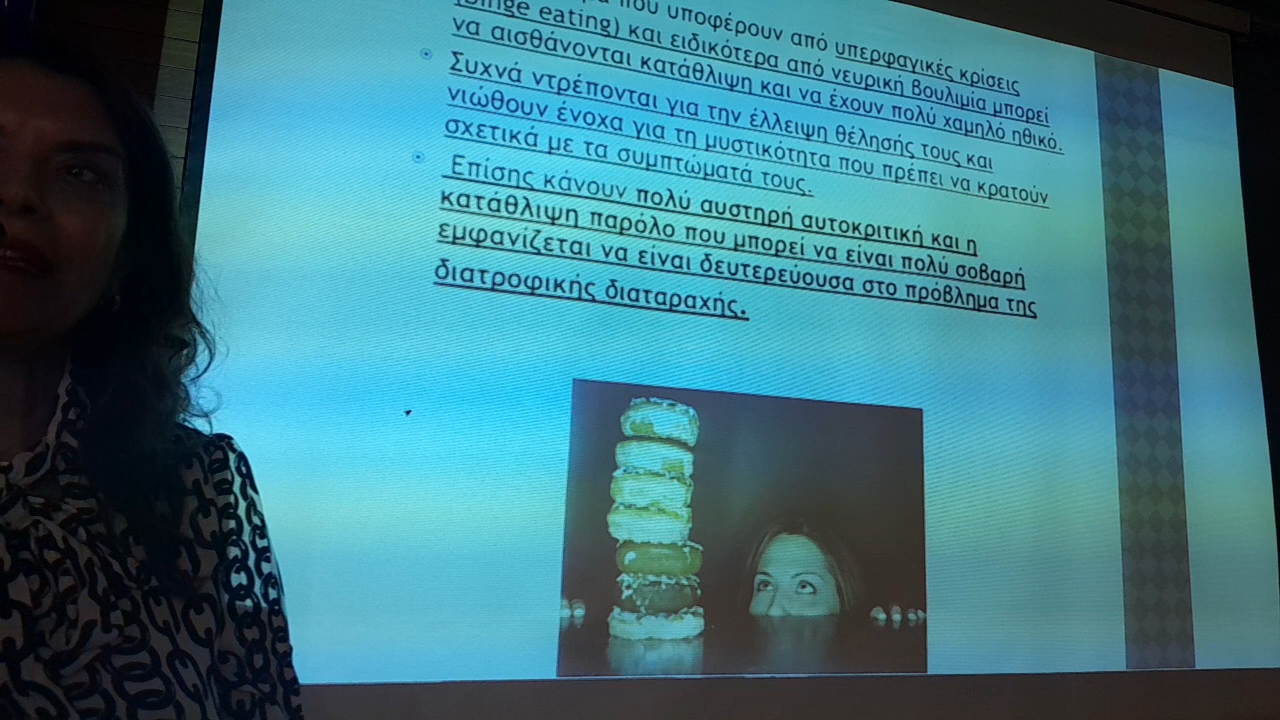 που υποφέρουν από υπερφαγικές κρίσεις
(binge eating) και ειδικότερα από νευρική βουλιμία μπορεί
να αισθάνονται κατάθλιψη και να έχουν πολύ χαμηλό ηθικό.
Συχνά ντρέπονται για την έλλειψη θέλησής τους και
νιώθουν ένοχα για τη μυστικότητα που πρέπει να κρατούν
σχετικά με τα συμπτώματά τους.
Επίσης κάνουν πολύ αυστηρή αυτοκριτική και η
κατάθλιψη παρόλο που μπορεί να είναι πολύ σοβαρή
εμφανίζεται να είναι δευτερεύουσα στο πρόβλημα της
διατροφικής διαταραχής.